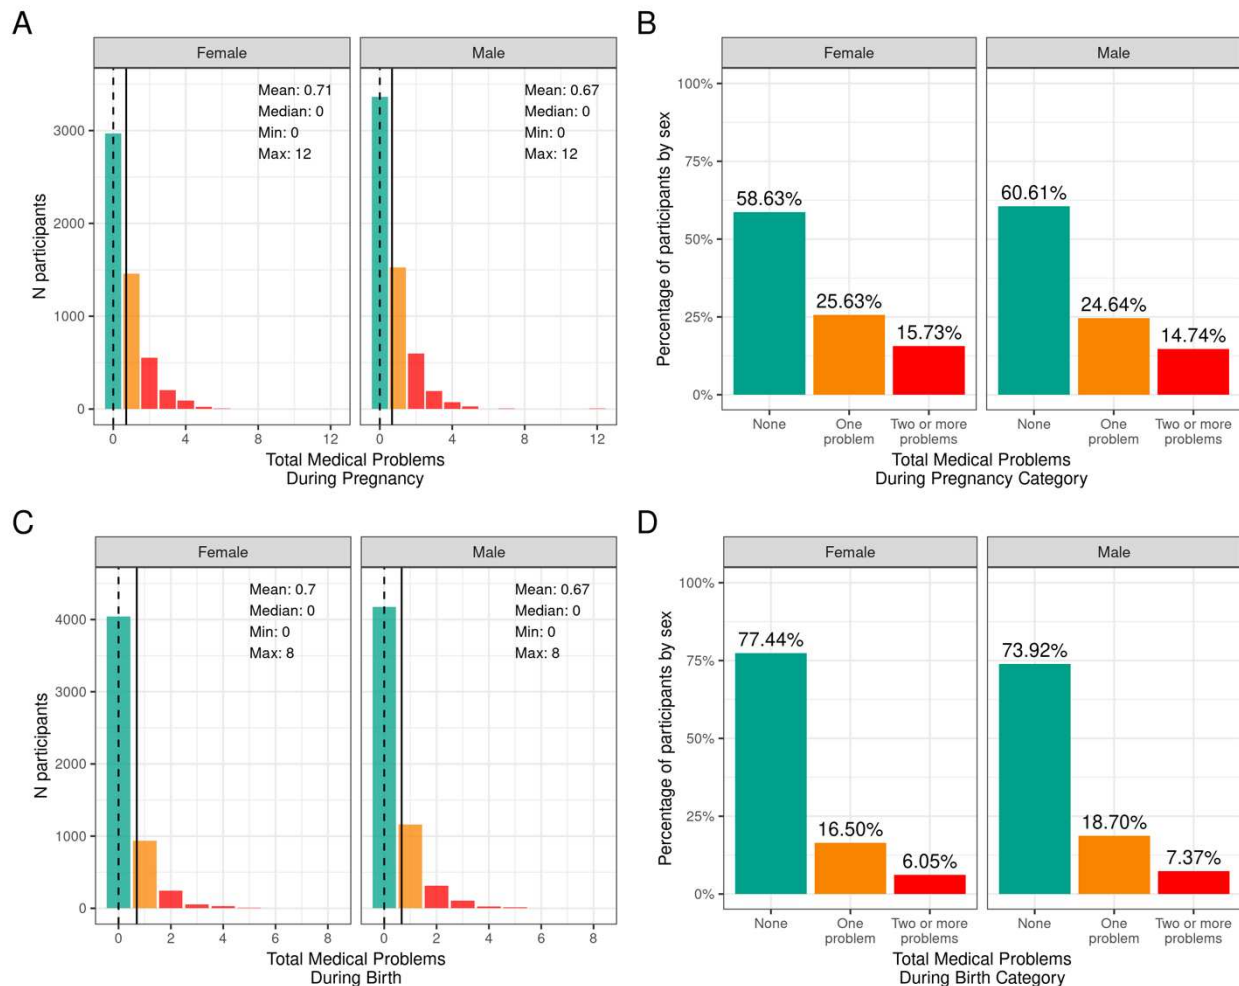 A
Female
Male
Mean: 0.71
Median: 0
Min: 0
Max: 12
Mean: 0.67
Median: 0
Min: 0
Max: 12
N participants
3000
2000
1000
0
0
4
8
12
0
4
8
12
Total Medical Problems
During Pregnancy
B
Female
Male
Percentage of participants by sex
100%
75%
50%
25%
0%
58.63%
25.63%
15.73%
60.61%
24.64%
14.74%
None
One
problem
Two or more
problems
None
One
problem
Two or more
problems
Total Medical Problems
During Pregnancy Category
C
Female
Male
Mean: 0.7
Median: 0
Min: 0
Max: 8
Mean: 0.67
Median: 0
Min: 0
Max: 8
N participants
4000
3000
2000
1000
0
0
2
4
6
8
0
2
4
6
8
Total Medical Problems
During Birth
D
Female
Male
Percentage of participants by sex
100%
75%
50%
25%
0%
77.44%
16.50%
6.05%
73.92%
18.70%
7.37%
None
One
problem
Two or more
problems
None
One
problem
Two or more
problems
Total Medical Problems
During Birth Category